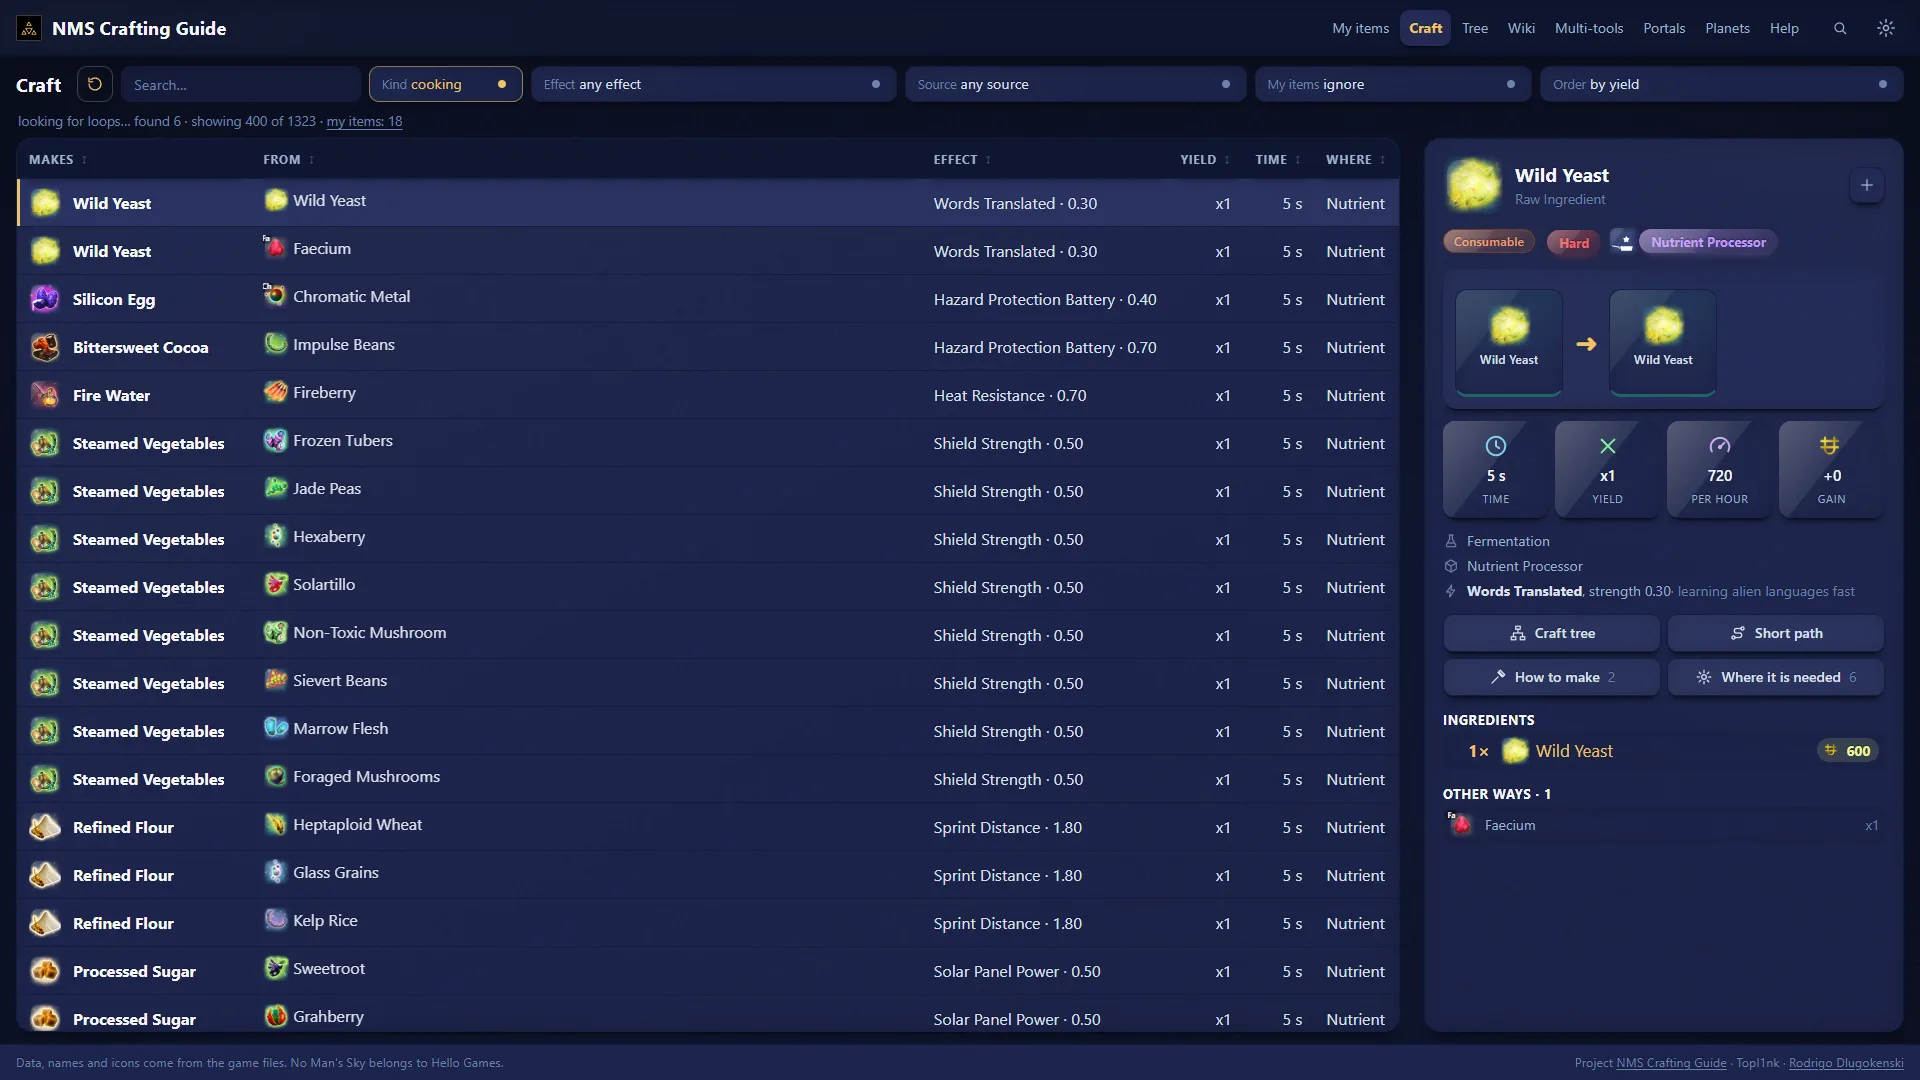 NMS Crafting Guide
My items Craft Tree Wiki Multi-tools Portals Planets Help
Craft Search... Kind cooking Effect any effect Source any source My items ignore Order by yield
looking for loops... found 6 · showing 400 of 1323 · my items: 18
MAKES FROM EFFECT YIELD TIME WHERE
Wild Yeast Wild Yeast Words Translated · 0.30 x1 5 s Nutrient
Wild Yeast Fa Faecium Words Translated · 0.30 x1 5 s Nutrient
Silicon Egg Ch Chromatic Metal Hazard Protection Battery · 0.40 x1 5 s Nutrient
Bittersweet Cocoa Impulse Beans Hazard Protection Battery · 0.70 x1 5 s Nutrient
Fire Water Fireberry Heat Resistance · 0.70 x1 5 s Nutrient
Steamed Vegetables Frozen Tubers Shield Strength · 0.50 x1 5 s Nutrient
Steamed Vegetables Jade Peas Shield Strength · 0.50 x1 5 s Nutrient
Steamed Vegetables Hexaberry Shield Strength · 0.50 x1 5 s Nutrient
Steamed Vegetables Solartillo Shield Strength · 0.50 x1 5 s Nutrient
Steamed Vegetables Non-Toxic Mushroom Shield Strength · 0.50 x1 5 s Nutrient
Steamed Vegetables Sievert Beans Shield Strength · 0.50 x1 5 s Nutrient
Steamed Vegetables Marrow Flesh Shield Strength · 0.50 x1 5 s Nutrient
Steamed Vegetables Foraged Mushrooms Shield Strength · 0.50 x1 5 s Nutrient
Refined Flour Heptaploid Wheat Sprint Distance · 1.80 x1 5 s Nutrient
Refined Flour Glass Grains Sprint Distance · 1.80 x1 5 s Nutrient
Refined Flour Kelp Rice Sprint Distance · 1.80 x1 5 s Nutrient
Processed Sugar Sweetroot Solar Panel Power · 0.50 x1 5 s Nutrient
Processed Sugar Grahberry Solar Panel Power · 0.50 x1 5 s Nutrient
Wild Yeast
Raw Ingredient
Consumable Hard Nutrient Processor
Wild Yeast Wild Yeast
5 s x1 720 +0
TIME YIELD PER HOUR GAIN
Fermentation
Nutrient Processor
Words Translated, strength 0.30· learning alien languages fast
Craft tree Short path
How to make 2 Where it is needed 6
INGREDIENTS
1× Wild Yeast 600
OTHER WAYS · 1
Fa Faecium x1
Data, names and icons come from the game files. No Man's Sky belongs to Hello Games.
Project NMS Crafting Guide · Topl1nk · Rodrigo Dlugokenski